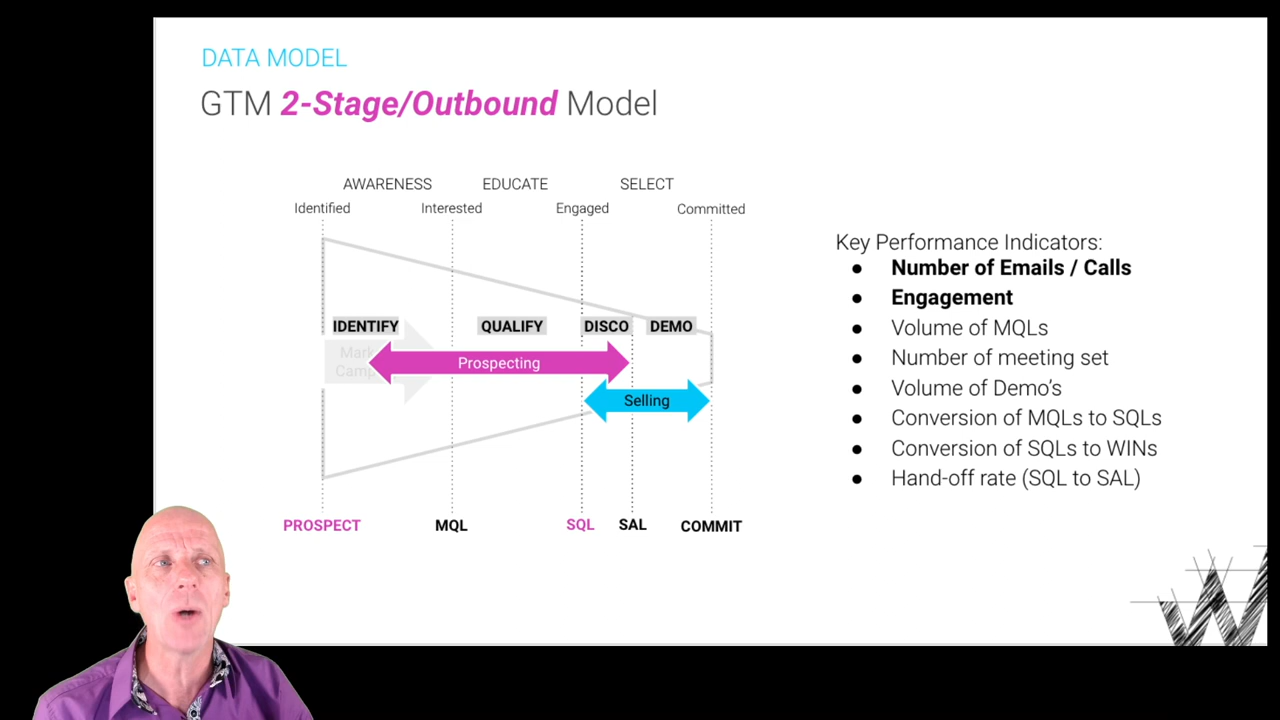 DATA MODEL
GTM 2-Stage/Outbound Model
AWARENESS EDUCATE SELECT
Identified Interested Engaged Committed
Key Performance Indicators:
● Number of Emails / Calls
● Engagement
● Volume of MQLs
● Number of meeting set
● Volume of Demo's
● Conversion of MQLs to SQLs
● Conversion of SQLs to WINs
● Hand-off rate (SQL to SAL)
IDENTIFY QUALIFY DISCO DEMO
Prospecting
Selling
PROSPECT MQL SQL SAL COMMIT
W